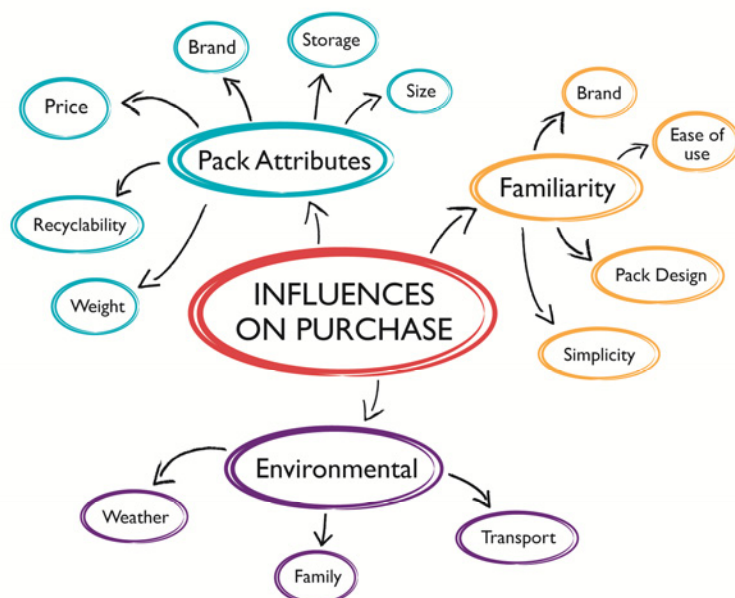 Brand
Storage
Price
Size
Pack Attributes
Recyclability
Weight
Brand
Ease of
use
Familiarity
Pack Design
Simplicity
INFLUENCES
ON PURCHASE
Environmental
Weather
Family
Transport